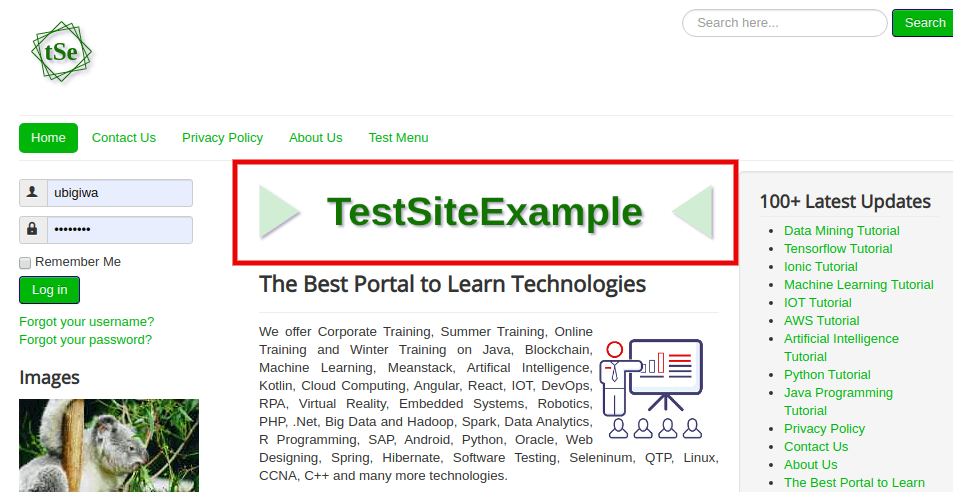 tSe
Search here...
Search
Home
Contact Us
Privacy Policy
About Us
Test Menu
ubigiwa
••••••••
Remember Me
Log in
Forgot your username?
Forgot your password?
Images
TestSiteExample
The Best Portal to Learn Technologies
We offer Corporate Training, Summer Training, Online
Training and Winter Training on Java, Blockchain,
Machine Learning, Meanstack, Artifical Intelligence,
Kotlin, Cloud Computing, Angular, React, IOT, DevOps,
RPA, Virtual Reality, Embedded Systems, Robotics,
PHP, .Net, Big Data and Hadoop, Spark, Data Analytics,
R Programming, SAP, Android, Python, Oracle, Web
Designing, Spring, Hibernate, Software Testing, Seleninum, QTP, Linux,
CCNA, C++ and many more technologies.
100+ Latest Updates
Data Mining Tutorial
Tensorflow Tutorial
Ionic Tutorial
Machine Learning Tutorial
IOT Tutorial
AWS Tutorial
Artificial Intelligence
Tutorial
Python Tutorial
Java Programming
Tutorial
Privacy Policy
Contact Us
About Us
The Best Portal to Learn